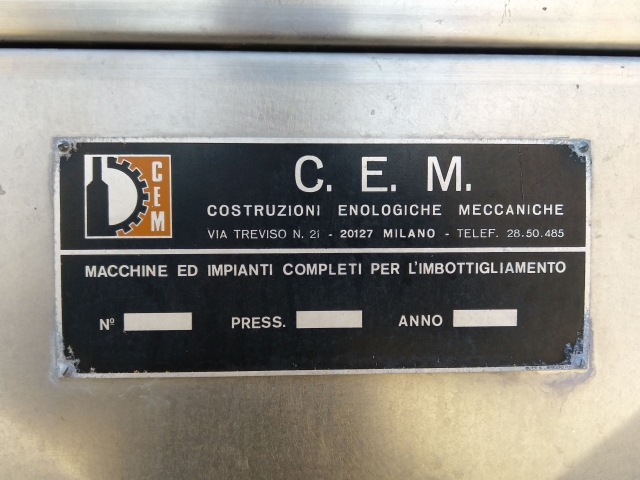 CEM
C. E. M.
COSTRUZIONI ENOLOGICHE MECCANICHE
VIA TREVISO N. 21 - 20127 MILANO - TELEF. 28.50.485
MACCHINE ED IMPIANTI COMPLETI PER L'IMBOTTIGLIAMENTO
Nº PRESS. ANNO